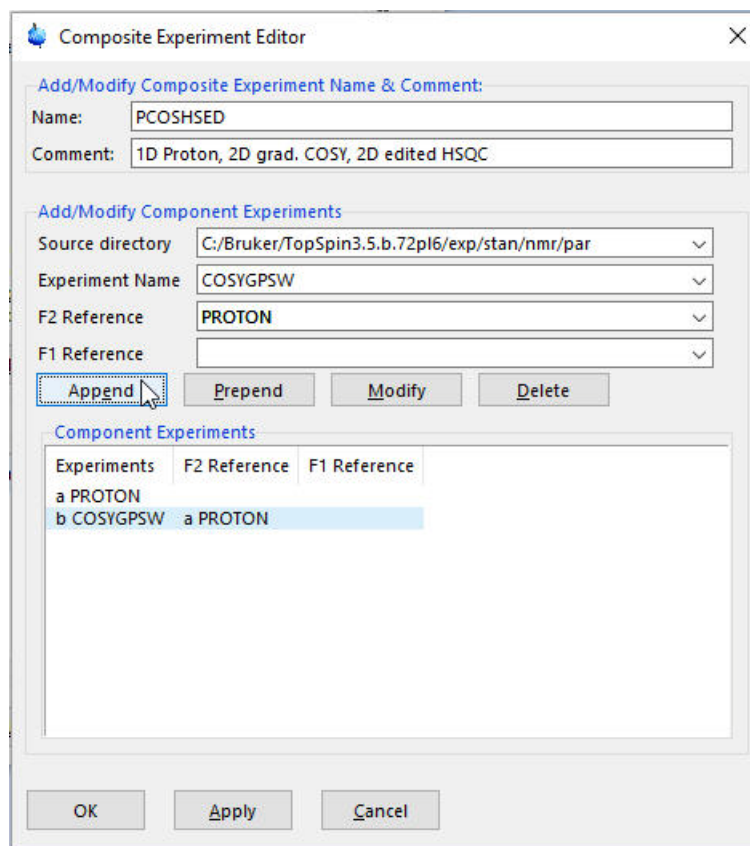 Composite Experiment Editor
Add/Modify Composite Experiment Name & Comment:
Name: PCOSHSED
Comment: 1D Proton, 2D grad. COSY, 2D edited HSQC
Add/Modify Component Experiments
Source directory C:/Bruker/TopSpin3.5.b.72pl6/exp/stan/nmr/par
Experiment Name COSYGPSW
F2 Reference PROTON
F1 Reference
Append Prepend Modify Delete
Component Experiments
Experiments F2 Reference F1 Reference
a PROTON
b COSYGPSW a PROTON
OK Apply Cancel